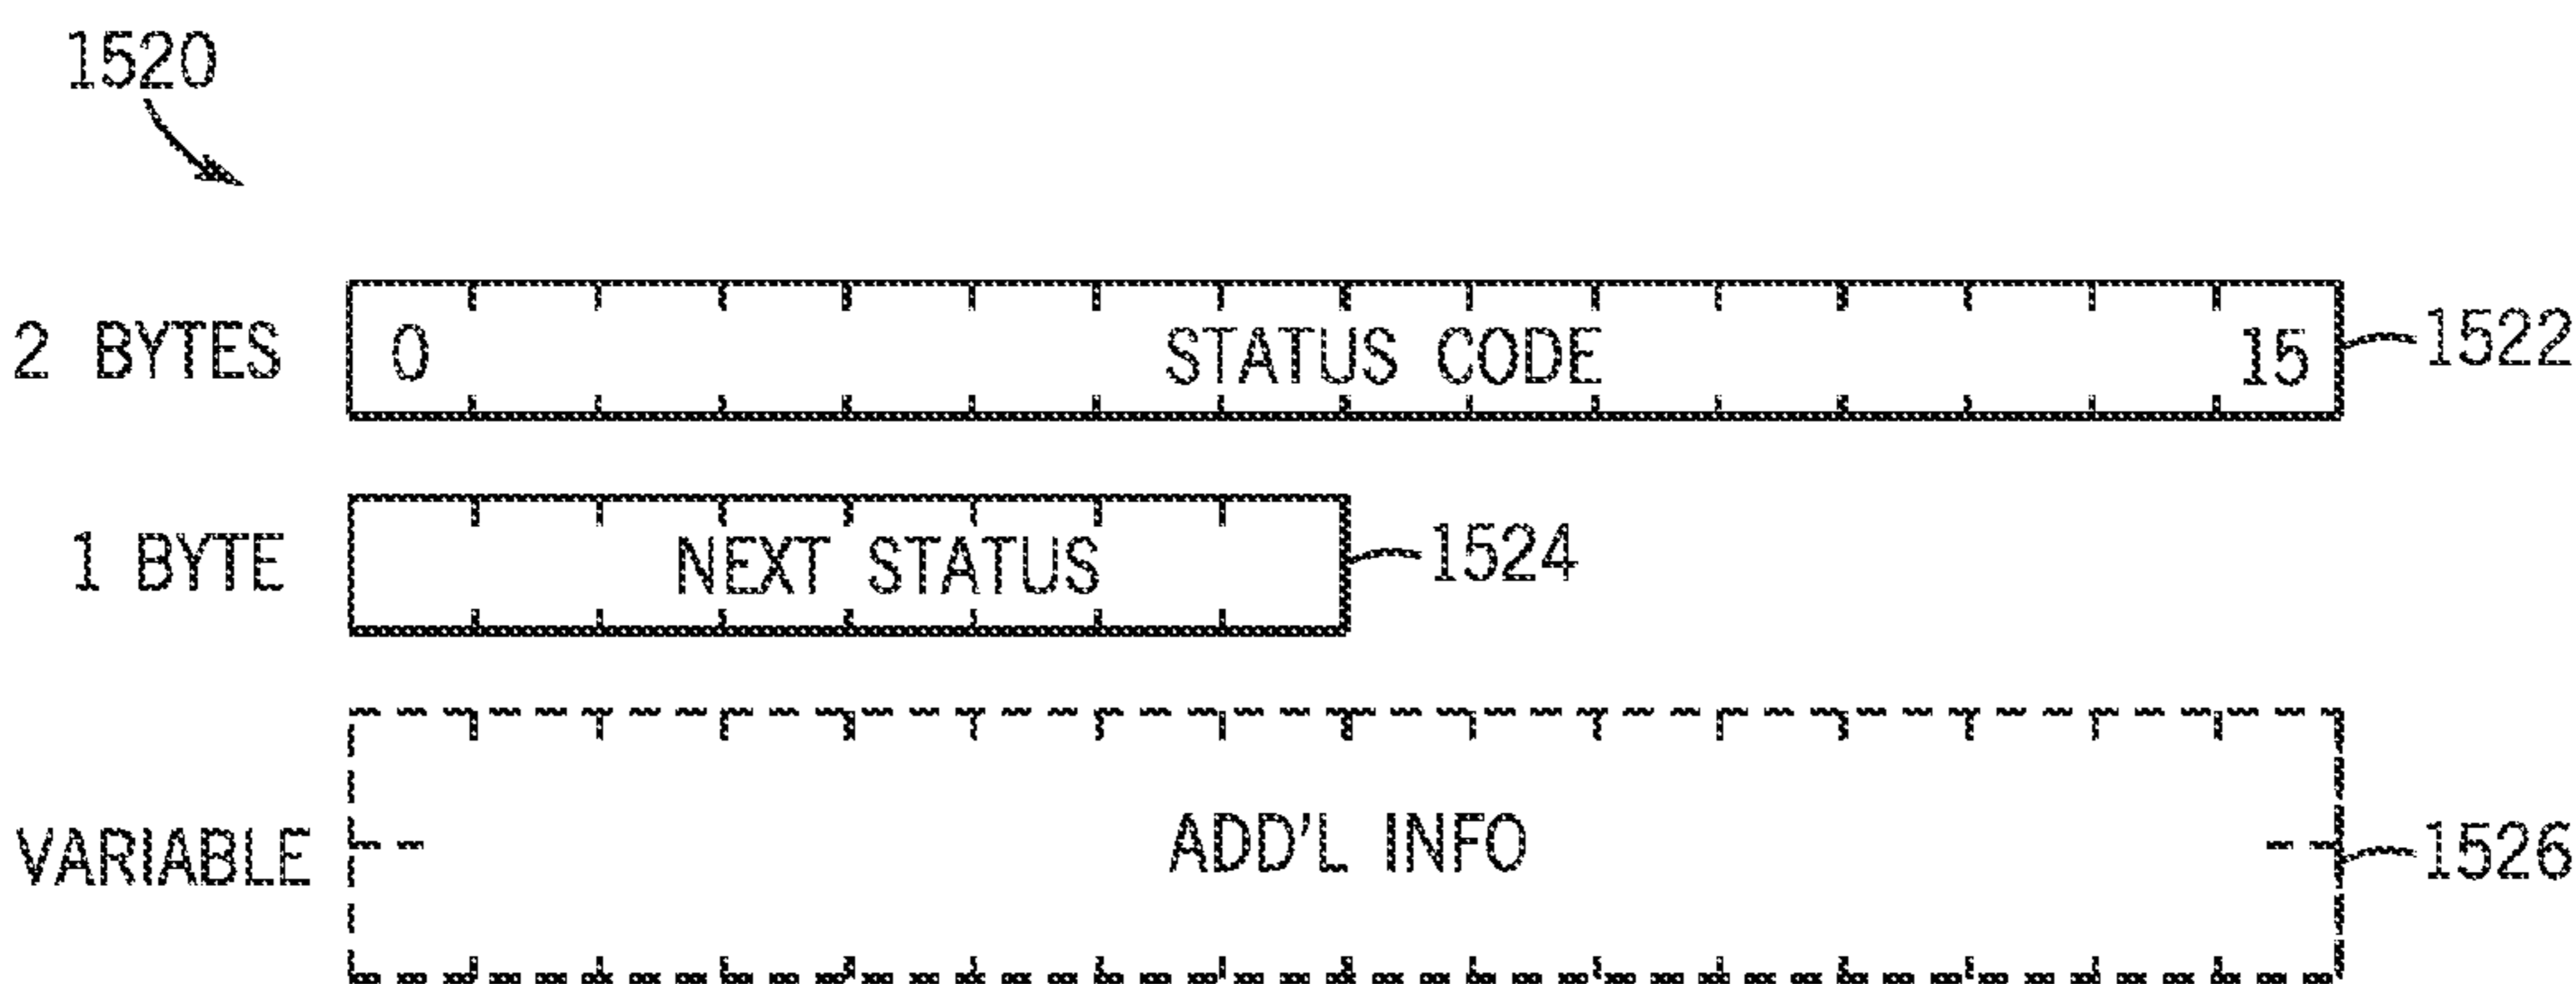 1520
2 BYTES 0 STATUS CODE 15 1522
1 BYTE NEXT STATUS 1524
VARIABLE ADD'L INFO 1526